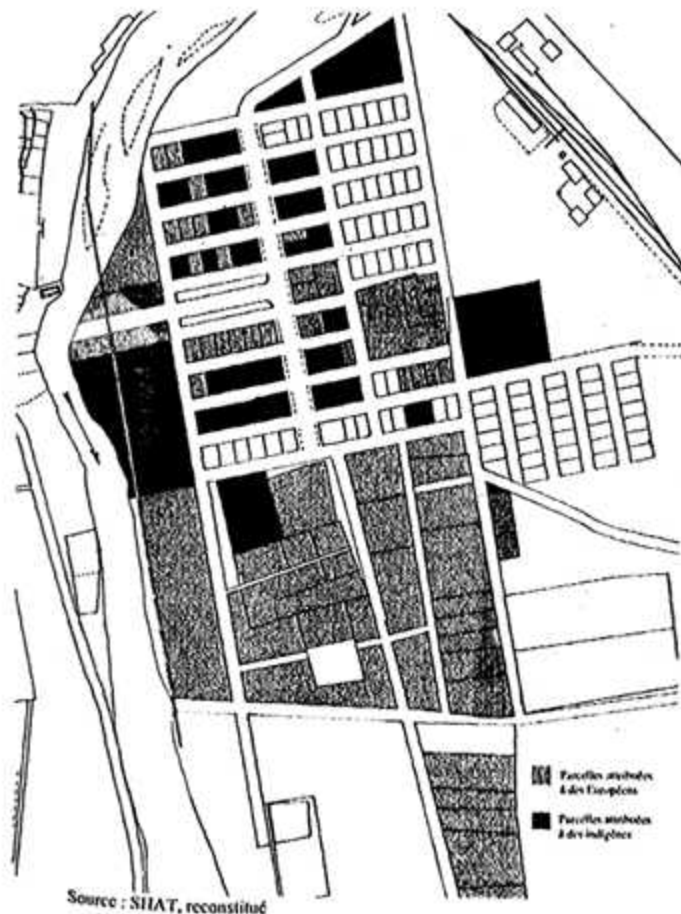 Parcelles attribuées
à des Européens
Parcelles attribuées
à des indigènes
Source : SHAT, reconstitué